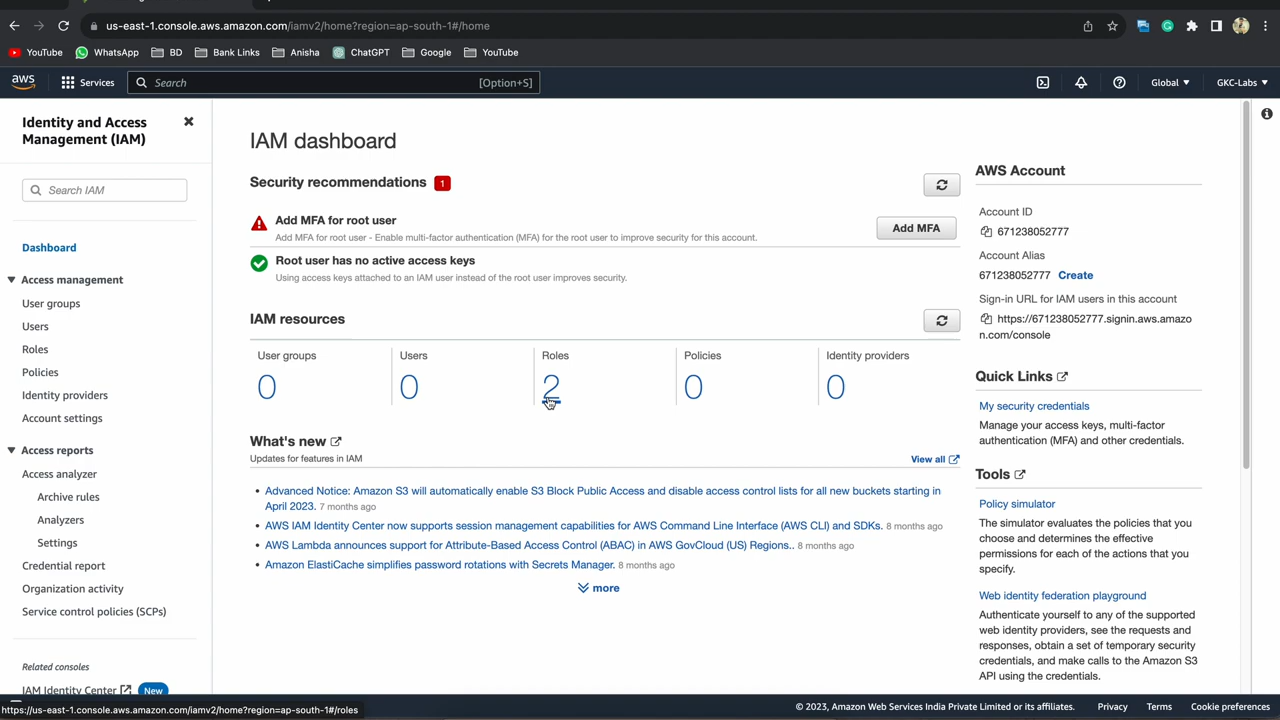 us-east-1.console.aws.amazon.com/iamv2/home?region=ap-south-1#/home
YouTube
WhatsApp
BD
Bank Links
Anisha
ChatGPT
Google
YouTube
aws
Services
Search
[Option+S]
Global
GKC-Labs
Identity and Access
Management (IAM)
Search IAM
Dashboard
Access management
User groups
Users
Roles
Policies
Identity providers
Account settings
Access reports
Access analyzer
Archive rules
Analyzers
Settings
Credential report
Organization activity
Service control policies (SCPs)
Related consoles
IAM Identity Center
New
https://us-east-1.console.aws.amazon.com/iamv2/home?region=ap-south-1#/roles
IAM dashboard
Security recommendations 1
Add MFA for root user
Add MFA for root user - Enable multi-factor authentication (MFA) for the root user to improve security for this account.
Add MFA
Root user has no active access keys
Using access keys attached to an IAM user instead of the root user improves security.
IAM resources
User groups
0
Users
0
Roles
2
Policies
0
Identity providers
0
What's new
Updates for features in IAM
View all
Advanced Notice: Amazon S3 will automatically enable S3 Block Public Access and disable access control lists for all new buckets starting in
April 2023. 7 months ago
AWS IAM Identity Center now supports session management capabilities for AWS Command Line Interface (AWS CLI) and SDKs. 8 months ago
AWS Lambda announces support for Attribute-Based Access Control (ABAC) in AWS GovCloud (US) Regions.. 8 months ago
Amazon ElastiCache simplifies password rotations with Secrets Manager. 8 months ago
more
AWS Account
Account ID
671238052777
Account Alias
671238052777 Create
Sign-in URL for IAM users in this account
https://671238052777.signin.aws.amazo
n.com/console
Quick Links
My security credentials
Manage your access keys, multi-factor
authentication (MFA) and other credentials.
Tools
Policy simulator
The simulator evaluates the policies that you
choose and determines the effective
permissions for each of the actions that you
specify.
Web identity federation playground
Authenticate yourself to any of the supported
web identity providers, see the requests and
responses, obtain a set of temporary security
credentials, and make calls to the Amazon S3
API using the credentials.
© 2023, Amazon Web Services India Private Limited or its affiliates.
Privacy
Terms
Cookie preferences